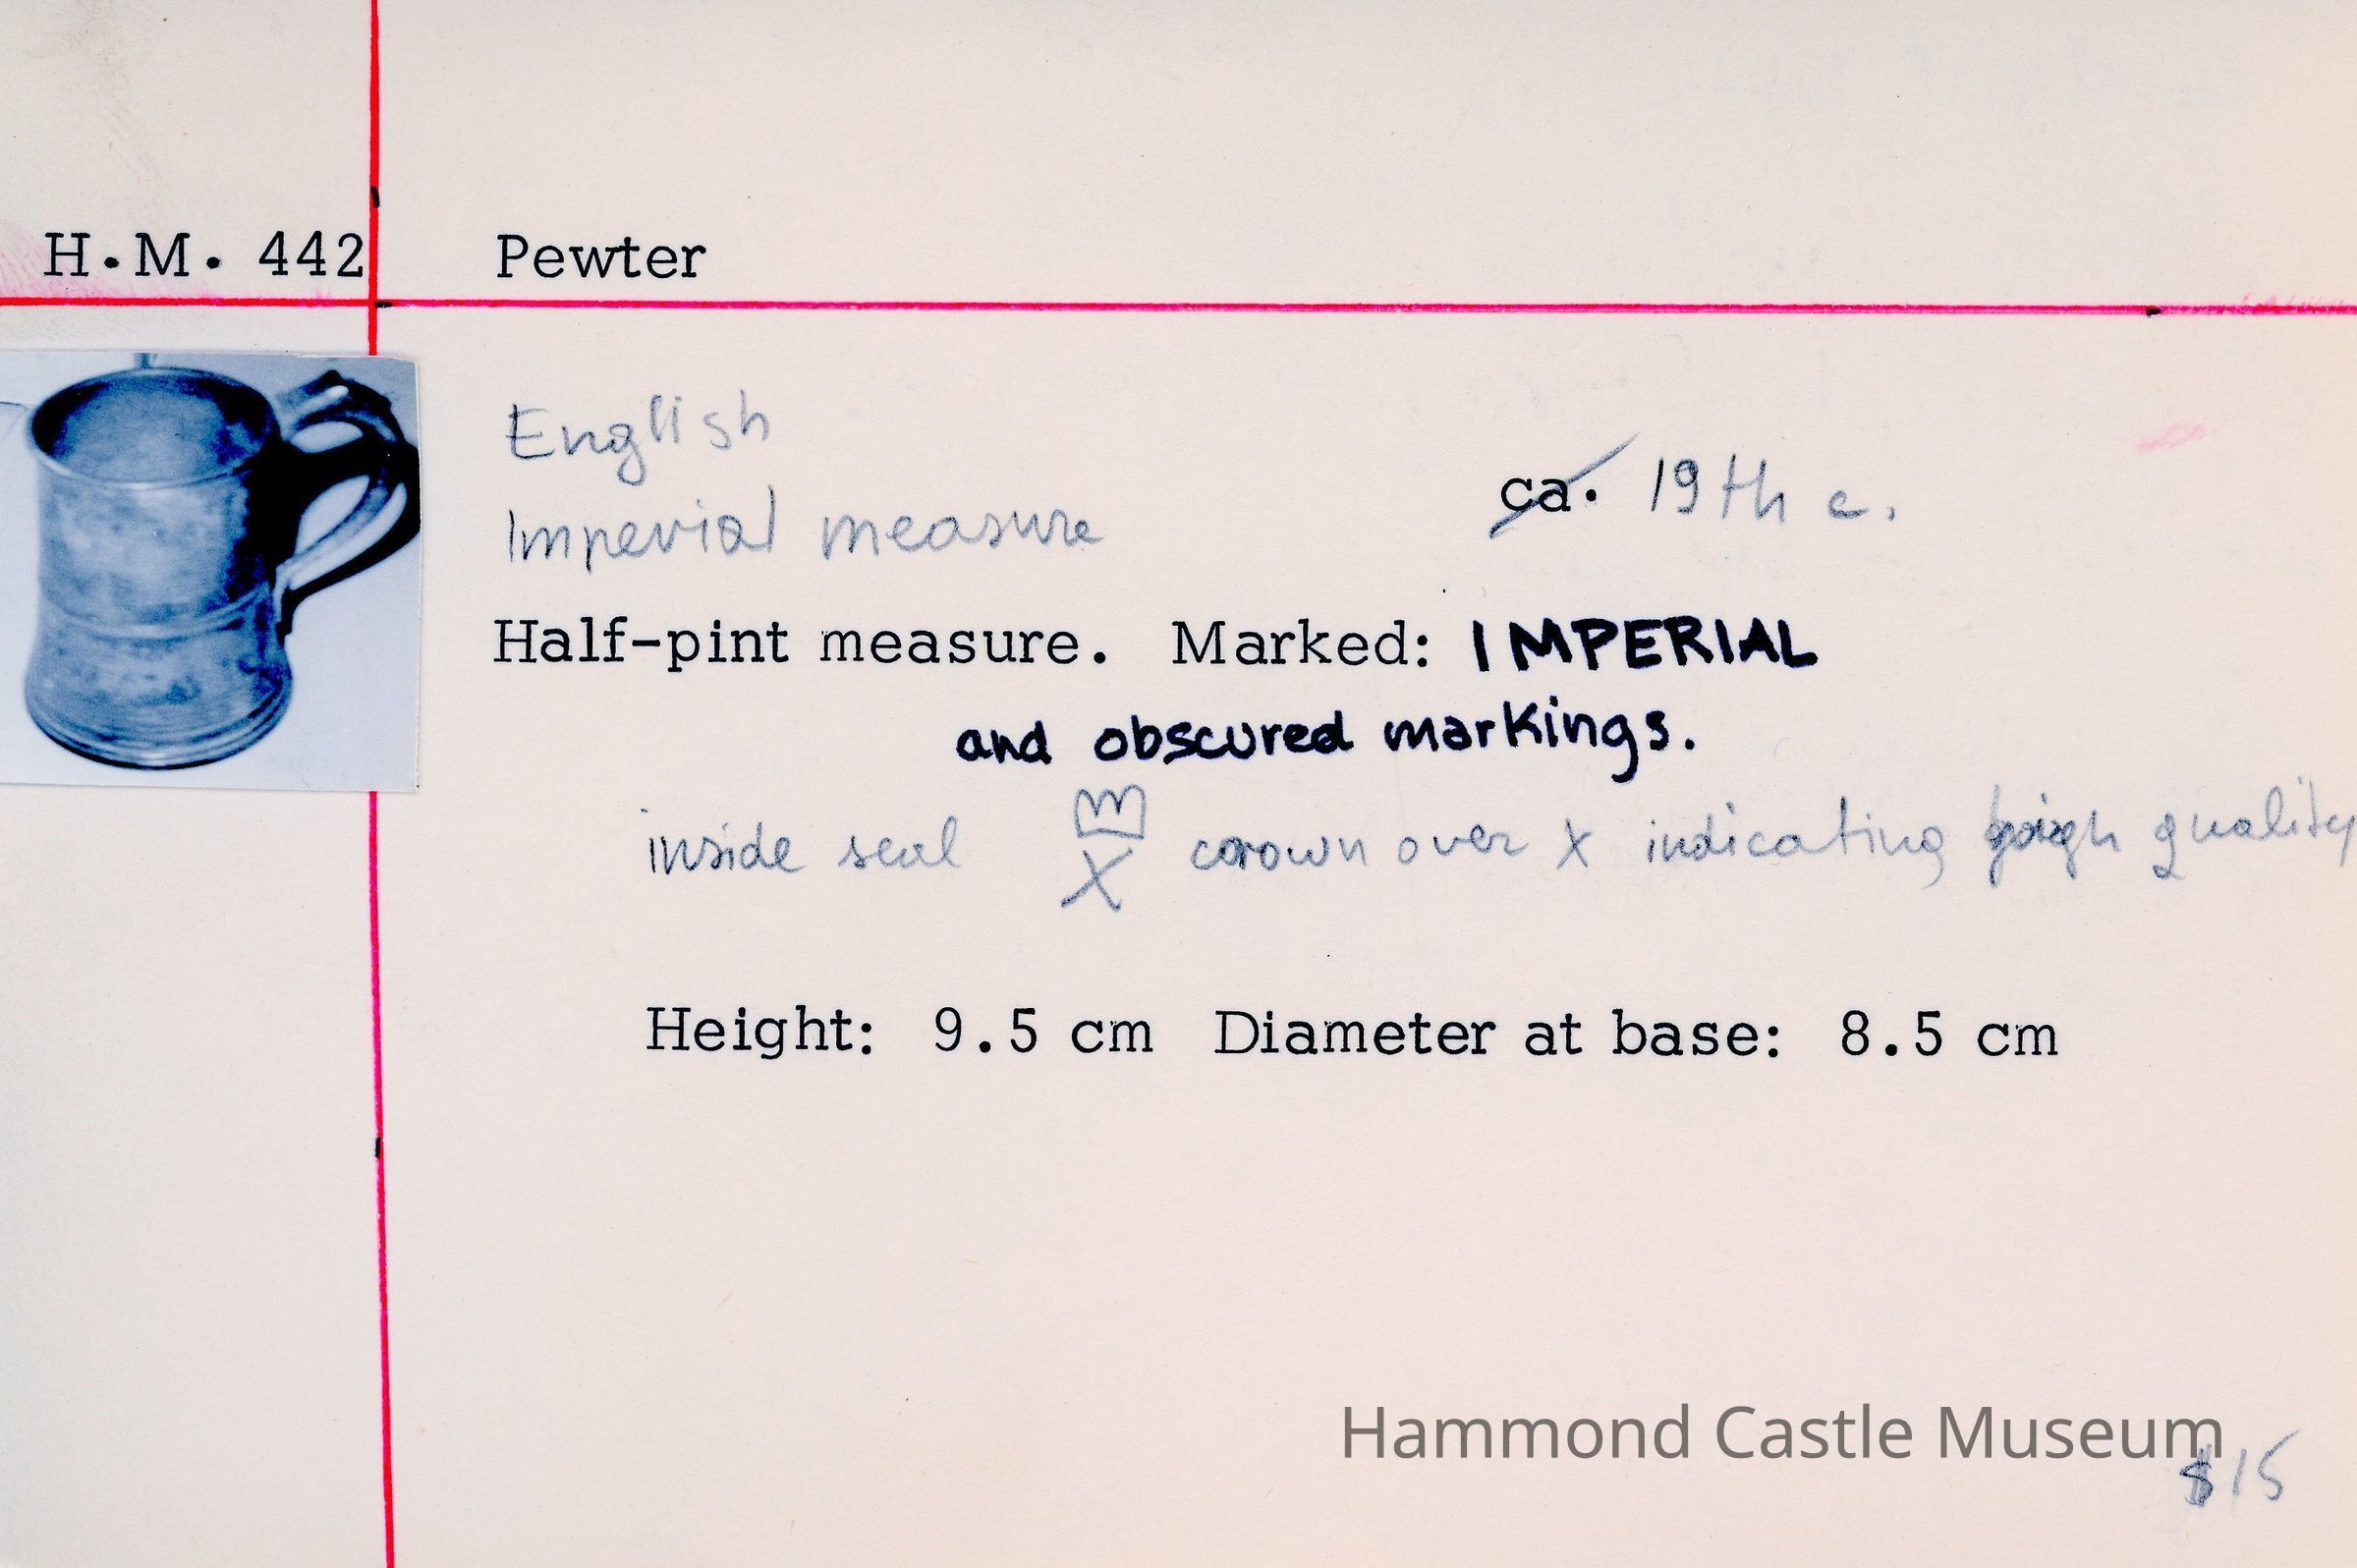 H.M. 442 Pewter
English
Imperial measure
ca. 19th c.
Half-pint measure. Marked: IMPERIAL
and obscured markings.
inside seal X crown over X indicating high quality
Height: 9.5 cm Diameter at base: 8.5 cm
Hammond Castle Museum
$15